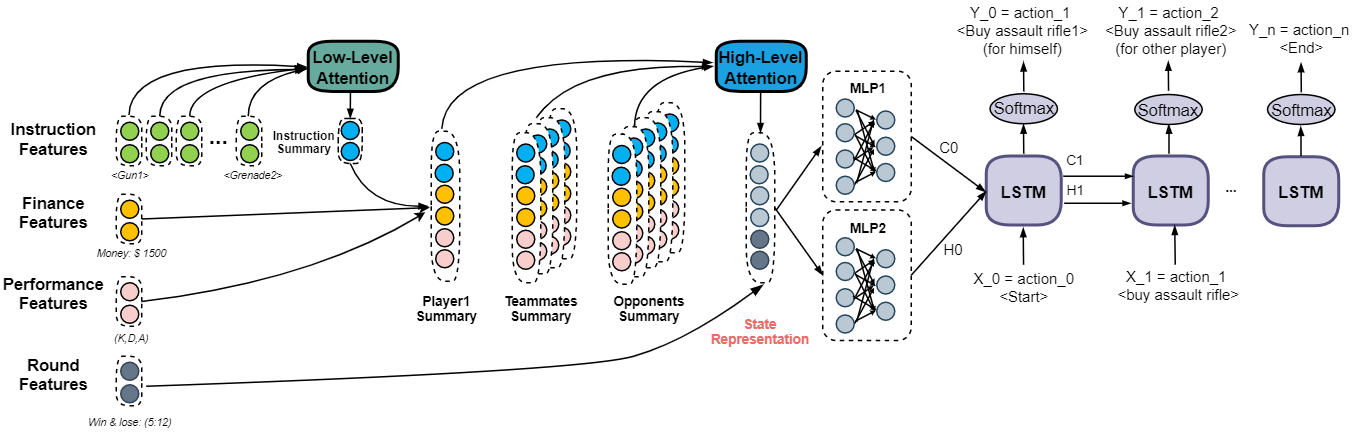 Low-Level
Attention
High-Level
Attention
Instruction
Features
<Gun1>
...
<Grenade2>
Instruction
Summary
Finance
Features
Money: $ 1500
Performance
Features
(K,D,A)
Round
Features
Win & lose: (5:12)
Player1
Summary
Teammates
Summary
Opponents
Summary
State
Representation
MLP1
MLP2
C0
H0
Y_0 = action_1
<Buy assault rifle1>
(for himself)
Softmax
LSTM
X_0 = action_0
<Start>
C1
H1
Y_1 = action_2
<Buy assault rifle2>
(for other player)
Softmax
LSTM
X_1 = action_1
<buy assault rifle>
...
...
Y_n = action_n
<End>
Softmax
LSTM